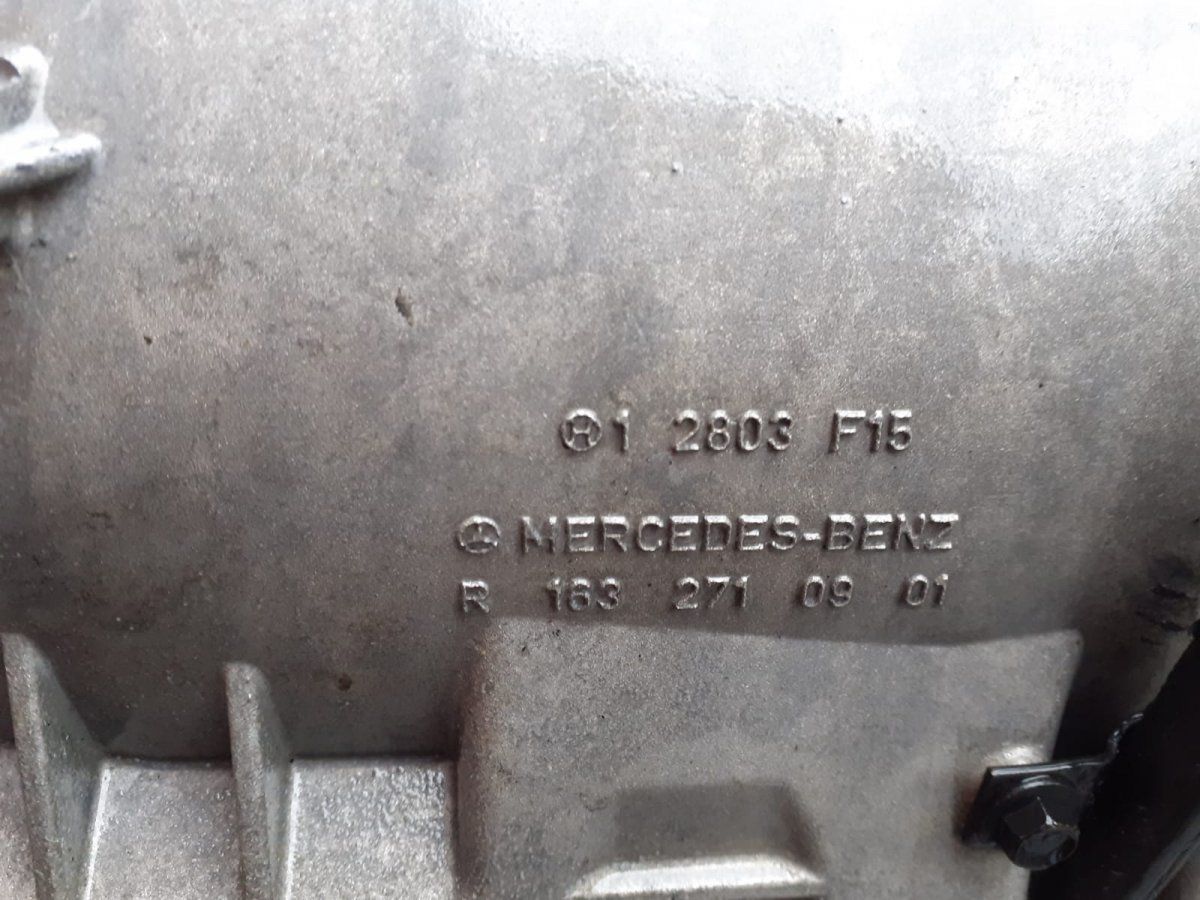 H 1 2803 F15
MERCEDES-BENZ
R 163 271 09 01